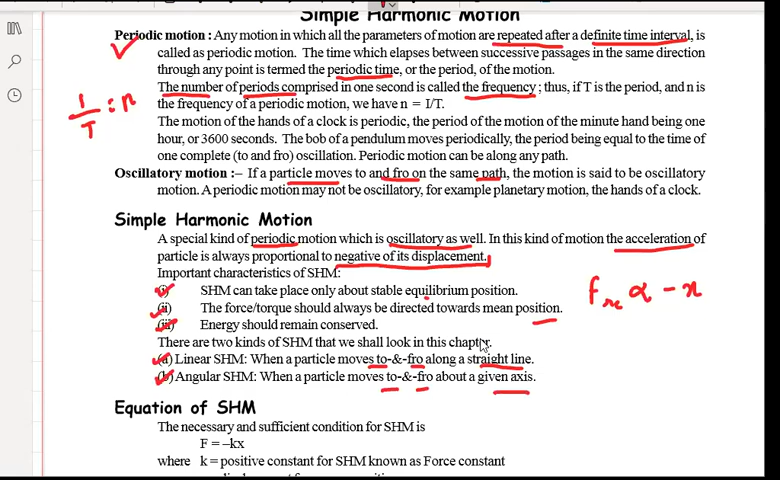 Simple Harmonic Motion
Periodic motion : Any motion in which all the parameters of motion are repeated after a definite time interval, is
called as periodic motion. The time which elapses between successive passages in the same direction
through any point is termed the periodic time, or the period, of the motion.
The number of periods comprised in one second is called the frequency ; thus, if T is the period, and n is
the frequency of a periodic motion, we have n = I/T.
1/T = n
The motion of the hands of a clock is periodic, the period of the motion of the minute hand being one
hour, or 3600 seconds. The bob of a pendulum moves periodically, the period being equal to the time of
one complete (to and fro) oscillation. Periodic motion can be along any path.
Oscillatory motion :– If a particle moves to and fro on the same path, the motion is said to be oscillatory
motion. A periodic motion may not be oscillatory, for example planetary motion, the hands of a clock.
Simple Harmonic Motion
A special kind of periodic motion which is oscillatory as well. In this kind of motion the acceleration of
particle is always proportional to negative of its displacement.
Important characteristics of SHM:
(i) SHM can take place only about stable equilibrium position.
(ii) The force/torque should always be directed towards mean position.
(iii) Energy should remain conserved.
∝ - x
There are two kinds of SHM that we shall look in this chapter.
(a) Linear SHM: When a particle moves to-&-fro along a straight line.
(b) Angular SHM: When a particle moves to-&-fro about a given axis.
Equation of SHM
The necessary and sufficient condition for SHM is
F = –kx
where k = positive constant for SHM known as Force constant